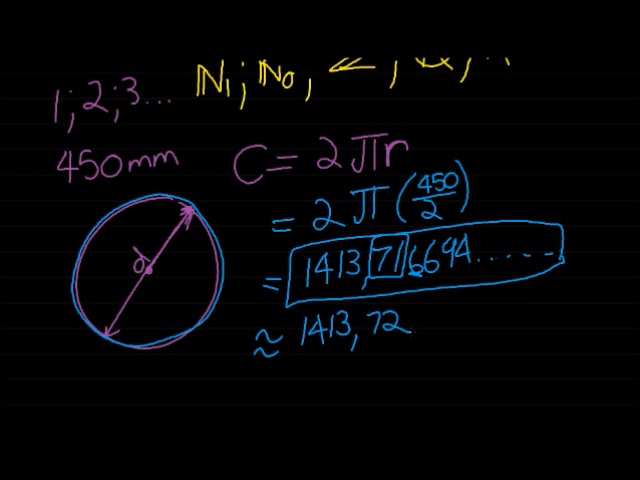 1;2;3... ℕ₁;ℕ₀,
450mm C = 2πr
= 2π(450/2)
= 1413,716694......
d
≈ 1413,72